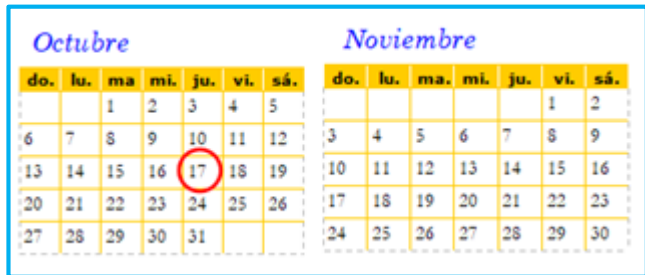 Octubre
do. lu. ma mi. ju. vi. sá.
1 2 3 4 5
6 7 8 9 10 11 12
13 14 15 16 17 18 19
20 21 22 23 24 25 26
27 28 29 30 31
Noviembre
do. lu. ma. mi. ju. vi. sá.
1 2
3 4 5 6 7 8 9
10 11 12 13 14 15 16
17 18 19 20 21 22 23
24 25 26 27 28 29 30